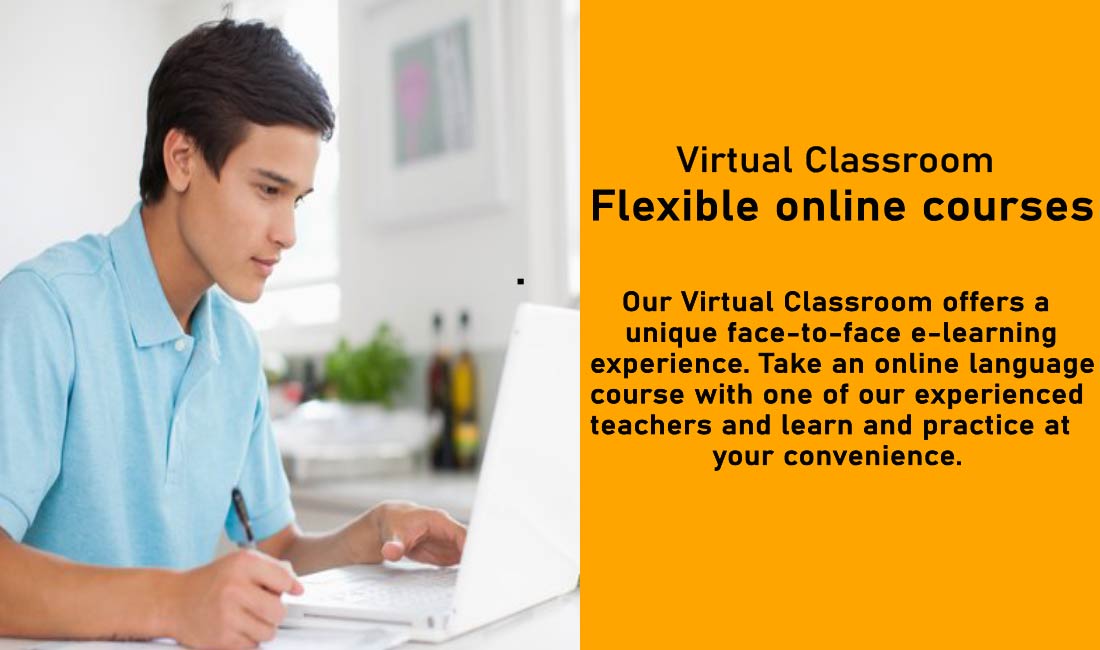 Virtual Classroom
Flexible online courses
Our Virtual Classroom offers a
unique face-to-face e-learning
experience. Take an online language
course with one of our experienced
teachers and learn and practice at
your convenience.